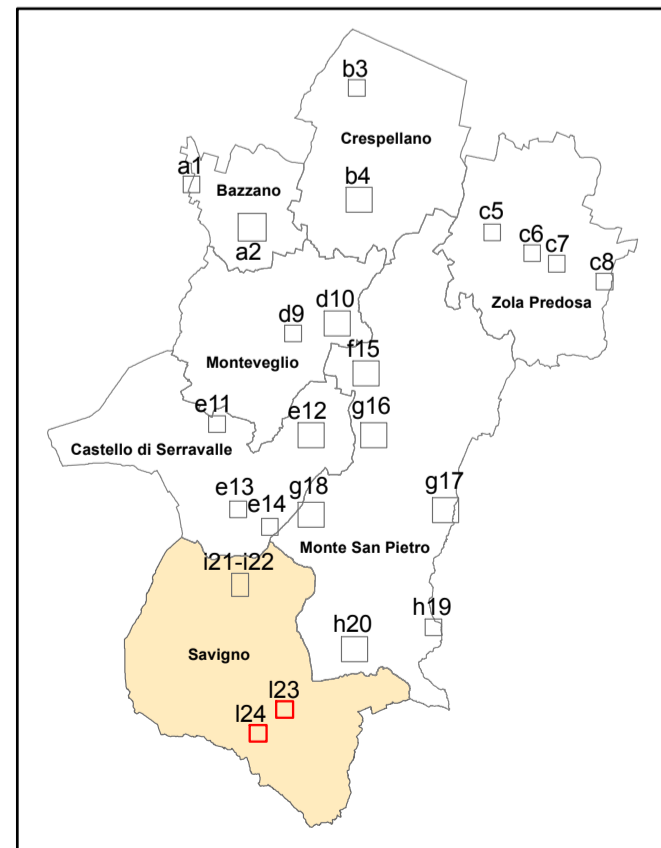 b3
Crespellano
a1
b4
Bazzano
c5
a2
c6
c7
c8
d10
Zola Predosa
d9
Monteveglio
f15
e11
e12
g16
Castello di Serravalle
e13
g18
g17
e14
Monte San Pietro
i21-i22
h19
h20
Savigno
l23
l24